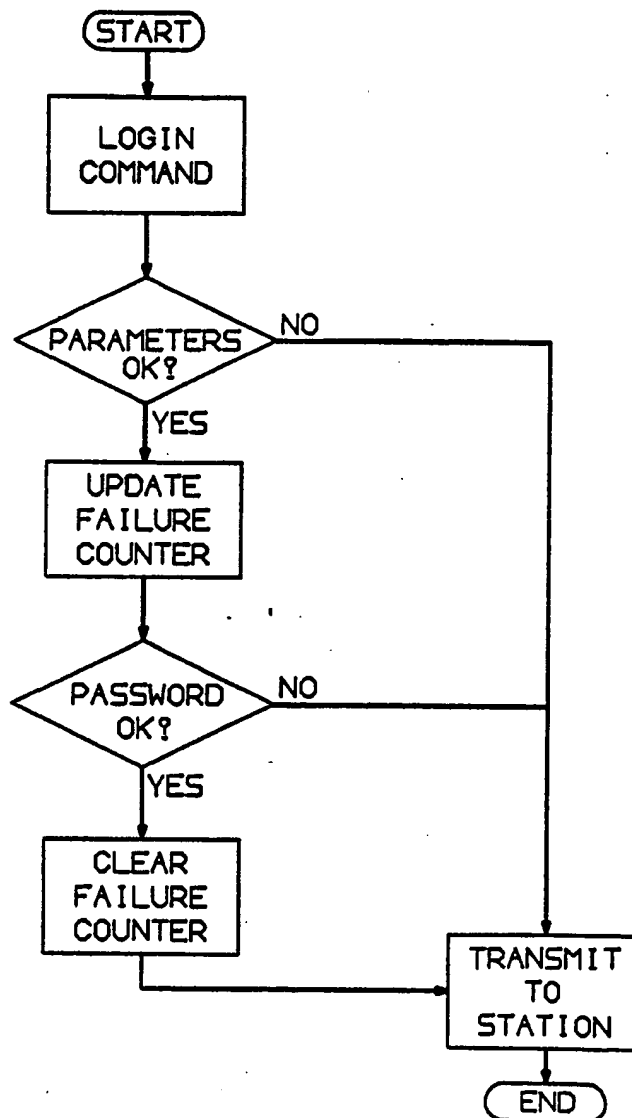 START
LOGIN
COMMAND
PARAMETERS
OK?
NO
YES
UPDATE
FAILURE
COUNTER
PASSWORD
OK?
NO
YES
CLEAR
FAILURE
COUNTER
TRANSMIT
TO
STATION
END